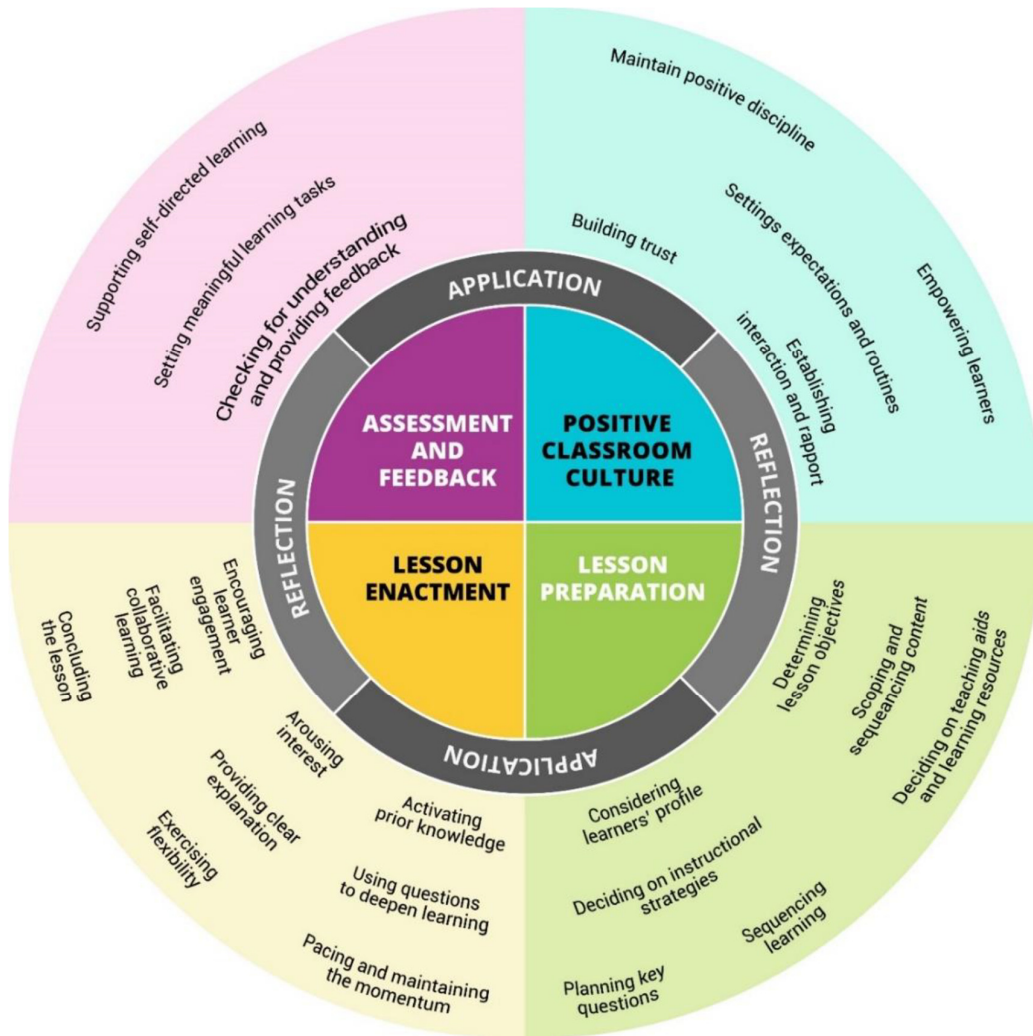 Maintain positive discipline
Settings expectations and routines
Empowering learners
Building trust
Establishing
interaction and rapport
Supporting self-directed learning
Setting meaningful learning tasks
Checking for understanding
and providing feedback
APPLICATION
REFLECTION
REFLECTION
APPLICATION
ASSESSMENT
AND
FEEDBACK
POSITIVE
CLASSROOM
CULTURE
LESSON
ENACTMENT
LESSON
PREPARATION
Determining
lesson objectives
Scoping and
sequeancing content
Deciding on teaching aids
and learning resources
Considering
learners' profile
Deciding on instructional
strategies
Sequencing
learning
Planning key
questions
Encouraging
learner
engagement
Facilitating
collaborative
learning
Concluding
the lesson
Arousing
interest
Providing clear
explanation
Exercising
flexibility
Activating
prior knowledge
Using questions
to deepen learning
Pacing and maintaining
the momentum